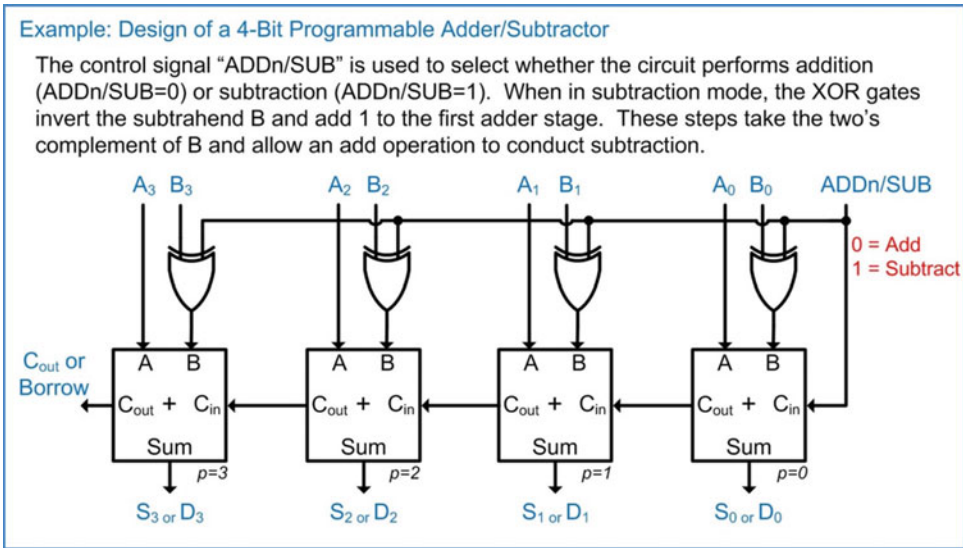 Example: Design of a 4-Bit Programmable Adder/Subtractor
The control signal “ADDn/SUB” is used to select whether the circuit performs addition
(ADDn/SUB=0) or subtraction (ADDn/SUB=1).  When in subtraction mode, the XOR gates
invert the subtrahend B and add 1 to the first adder stage.  These steps take the two’s
complement of B and allow an add operation to conduct subtraction.
A3 B3 A2 B2 A1 B1 A0 B0 ADDn/SUB
0 = Add
1 = Subtract
A B A B A B A B
Cout or
Borrow
Cout + Cin Cout + Cin Cout + Cin Cout + Cin
Sum Sum Sum Sum
p=3 p=2 p=1 p=0
S3 or D3 S2 or D2 S1 or D1 S0 or D0